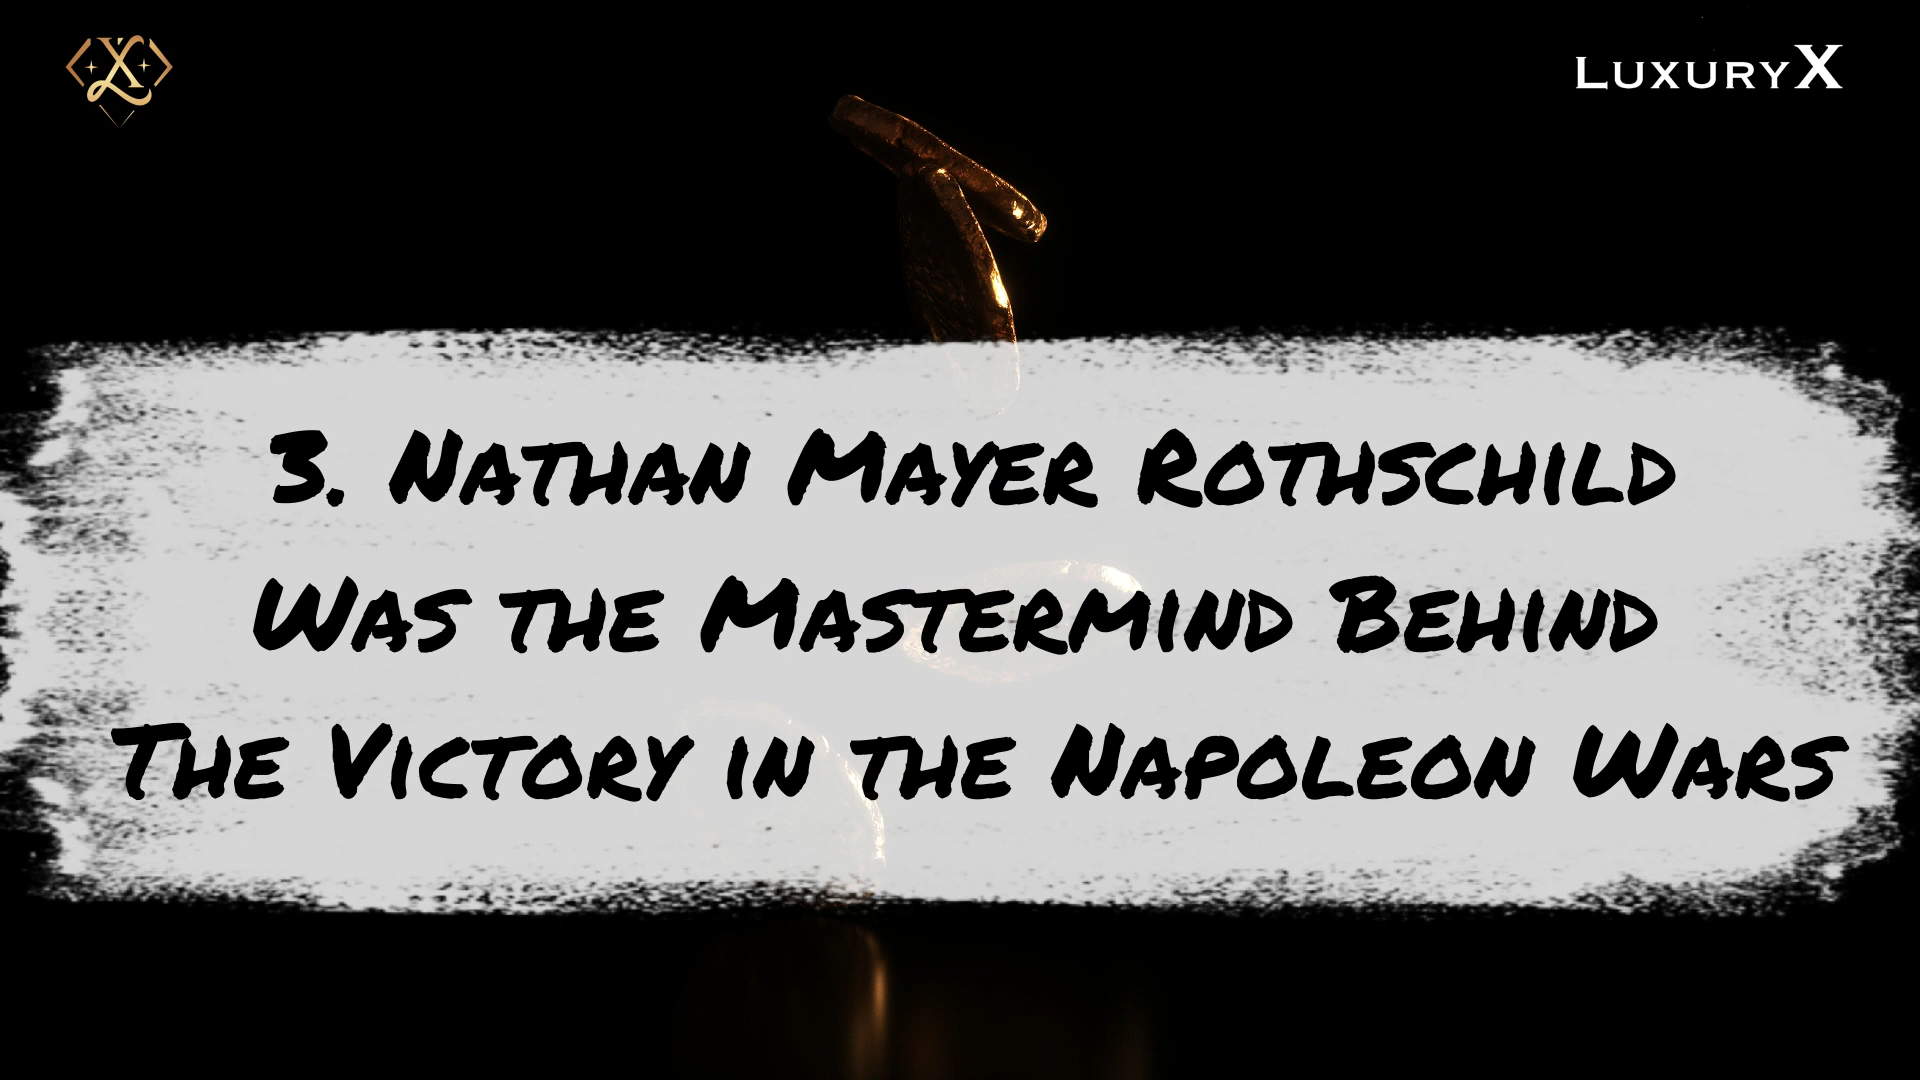 LUXURYX
3. NATHAN MAYER ROTHSCHILD
WAS THE MASTERMIND BEHIND
THE VICTORY IN THE NAPOLEON WARS